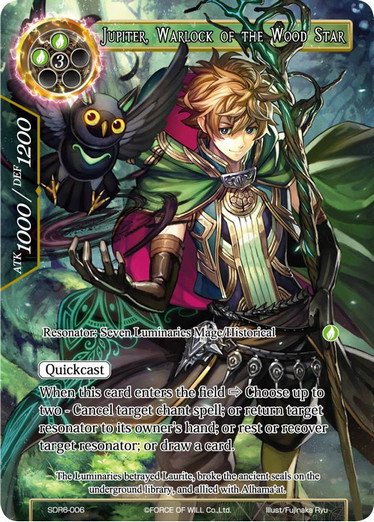 Jupiter, Warlock of the Wood Star
3
ATK 1000 / DEF 1200
Resonator: Seven Luminaries Mage/Historical
Quickcast
When this card enters the field ⇨ Choose up to
two - Cancel target chant spell; or return target
resonator to its owner's hand; or rest or recover
target resonator; or draw a card.
The Luminaries betrayed Laurite, broke the ancient seals on the
underground library, and allied with Alhama'at.
SDR6-006 ©FORCE OF WILL Co.,Ltd. Illust/Fujinaka Ryu